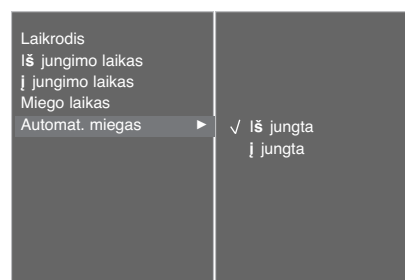 Laikrodis
Iš jungimo laikas
į jungimo laikas
Miego laikas
Automat. miegas ►
√ Iš jungta
į jungta